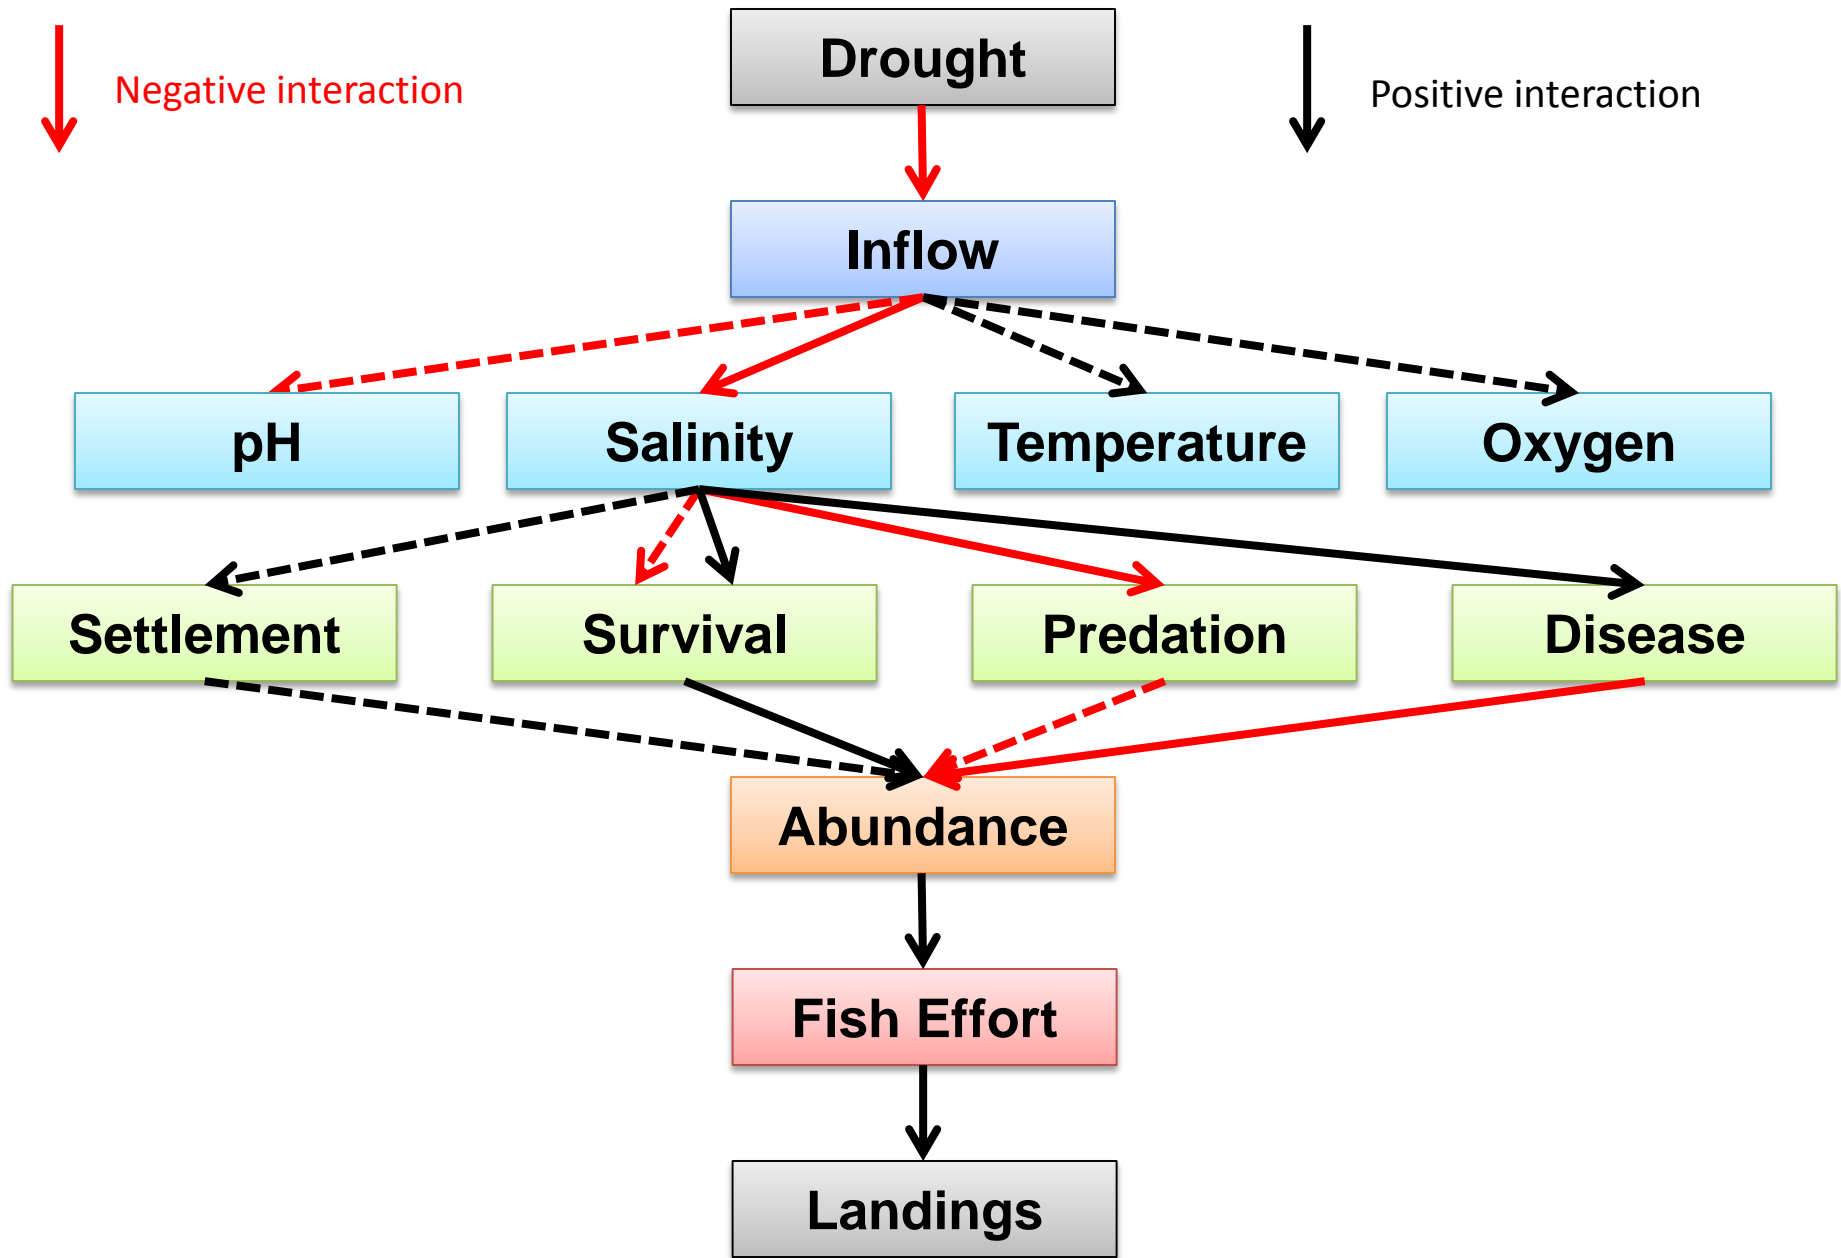 Drought
Negative interaction
Positive interaction
Inflow
pH
Salinity
Temperature
Oxygen
Settlement
Survival
Predation
Disease
Abundance
Fish Effort
Landings